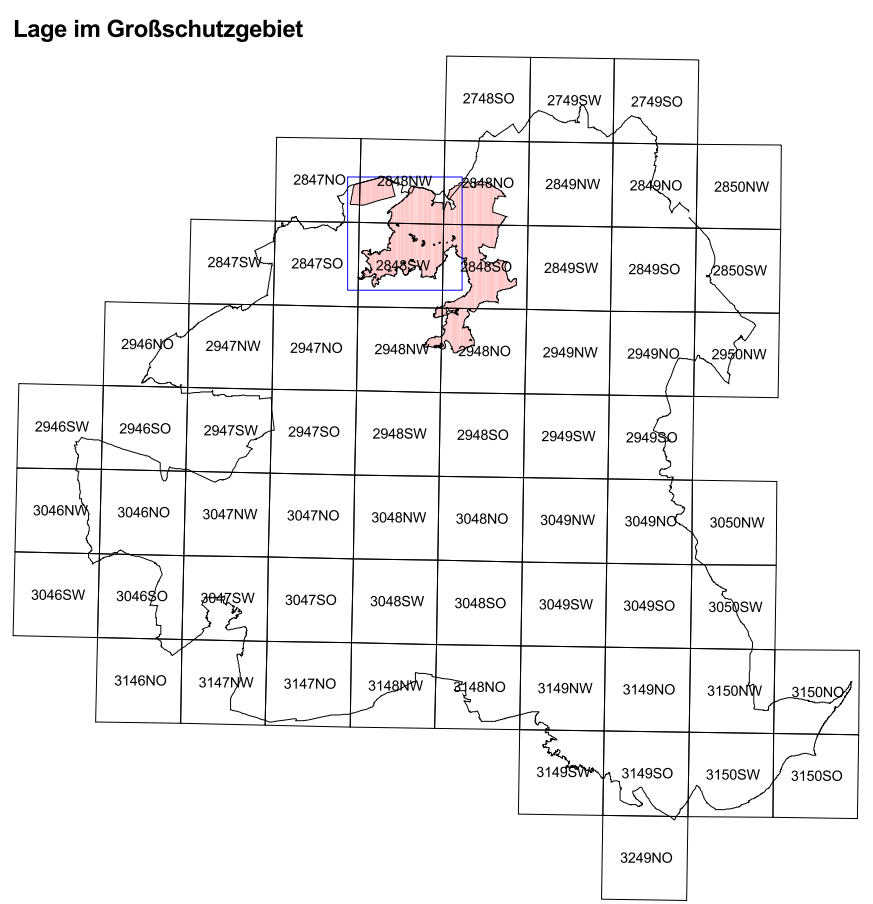 Lage im Großschutzgebiet
2748SO 2749SW 2749SO
2847NO 2848NW 2848NO 2849NW 2849NO 2850NW
2847SW 2847SO 2848SW 2848SO 2849SW 2849SO 2850SW
2946NO 2947NW 2947NO 2948NW 2948NO 2949NW 2949NO 2950NW
2946SW 2946SO 2947SW 2947SO 2948SW 2948SO 2949SW 2949SO
3046NW 3046NO 3047NW 3047NO 3048NW 3048NO 3049NW 3049NO 3050NW
3046SW 3046SO 3047SW 3047SO 3048SW 3048SO 3049SW 3049SO 3050SW
3146NO 3147NW 3147NO 3148NW 3148NO 3149NW 3149NO 3150NW 3150NO
3149SW 3149SO 3150SW 3150SO
3249NO